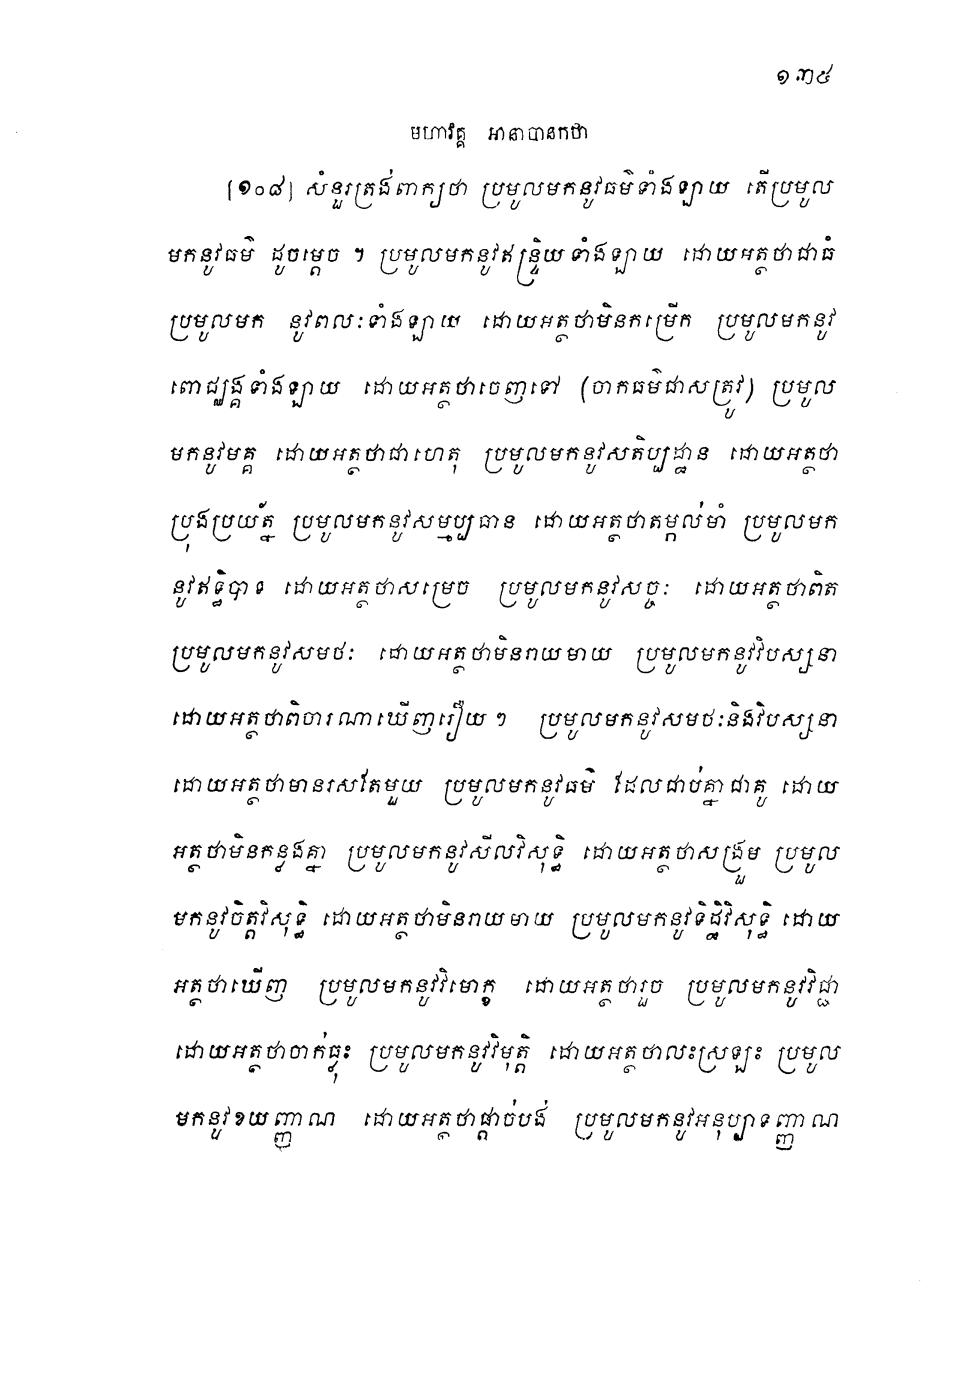 ១៣៥
មហាវគ្គ អានាបានកថា
[១០៨] សំនួរត្រង់ពាក្យថា ប្រមូលមកនូវធម៌ទាំងឡាយ តើប្រមូល
មកនូវធម៌ ដូចម្តេច ។ ប្រមូលមកនូវឥន្ទ្រិយទាំងឡាយ ដោយអត្ថថាជាធំ
ប្រមូលមក នូវពលៈទាំងឡាយ ដោយអត្ថថាមិនកម្រើក ប្រមូលមកនូវ
ពោជ្ឈង្គទាំងឡាយ ដោយអត្ថថាចេញទៅ (ចាកធម៌ជាសត្រូវ) ប្រមូល
មកនូវមគ្គ ដោយអត្ថថាជាហេតុ ប្រមូលមកនូវសតិប្បដ្ឋាន ដោយអត្ថថា
ប្រុងប្រយ័ត្ន ប្រមូលមកនូវសម្មប្បធាន ដោយអត្ថថាតម្កល់មាំ ប្រមូលមក
នូវឥទ្ធិបាទ ដោយអត្ថថាសម្រេច ប្រមូលមកនូវសច្ចៈ ដោយអត្ថថាពិត
ប្រមូលមកនូវសមថៈ ដោយអត្ថថាមិនរាយមាយ ប្រមូលមកនូវវិបស្សនា
ដោយអត្ថថាពិចារណាឃើញរឿយៗ ប្រមូលមកនូវសមថៈនិងវិបស្សនា
ដោយអត្ថថាមានរសតែមួយ ប្រមូលមកនូវធម៌ ដែលជាប់គ្នាជាគូ ដោយ
អត្ថថាមិនកន្លងគ្នា ប្រមូលមកនូវសីលវិសុទ្ធិ ដោយអត្ថថាសង្រួម ប្រមូល
មកនូវចិត្តវិសុទ្ធិ ដោយអត្ថថាមិនរាយមាយ ប្រមូលមកនូវទិដ្ឋិវិសុទ្ធិ ដោយ
អត្ថថាឃើញ ប្រមូលមកនូវវិមោក្ខ ដោយអត្ថថារួច ប្រមូលមកនូវវិជ្ជា
ដោយអត្ថថាចាក់ធ្លុះ ប្រមូលមកនូវវិមុត្តិ ដោយអត្ថថាលះស្រឡះ ប្រមូល
មកនូវខយញ្ញាណ ដោយអត្ថថាផ្តាច់បង់ ប្រមូលមកនូវអនុប្បាទញ្ញាណ